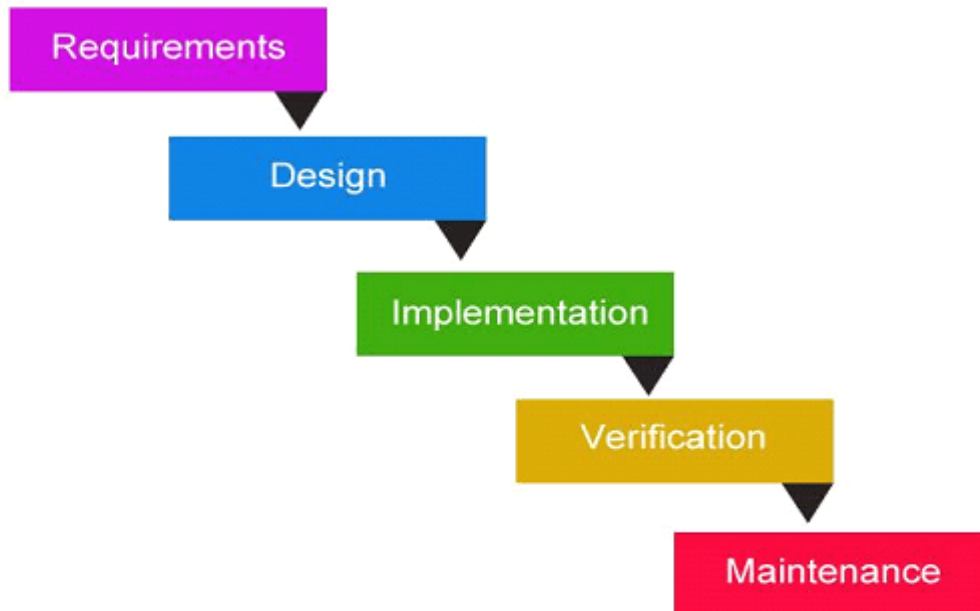 Requirements
Design
Implementation
Verification
Maintenance